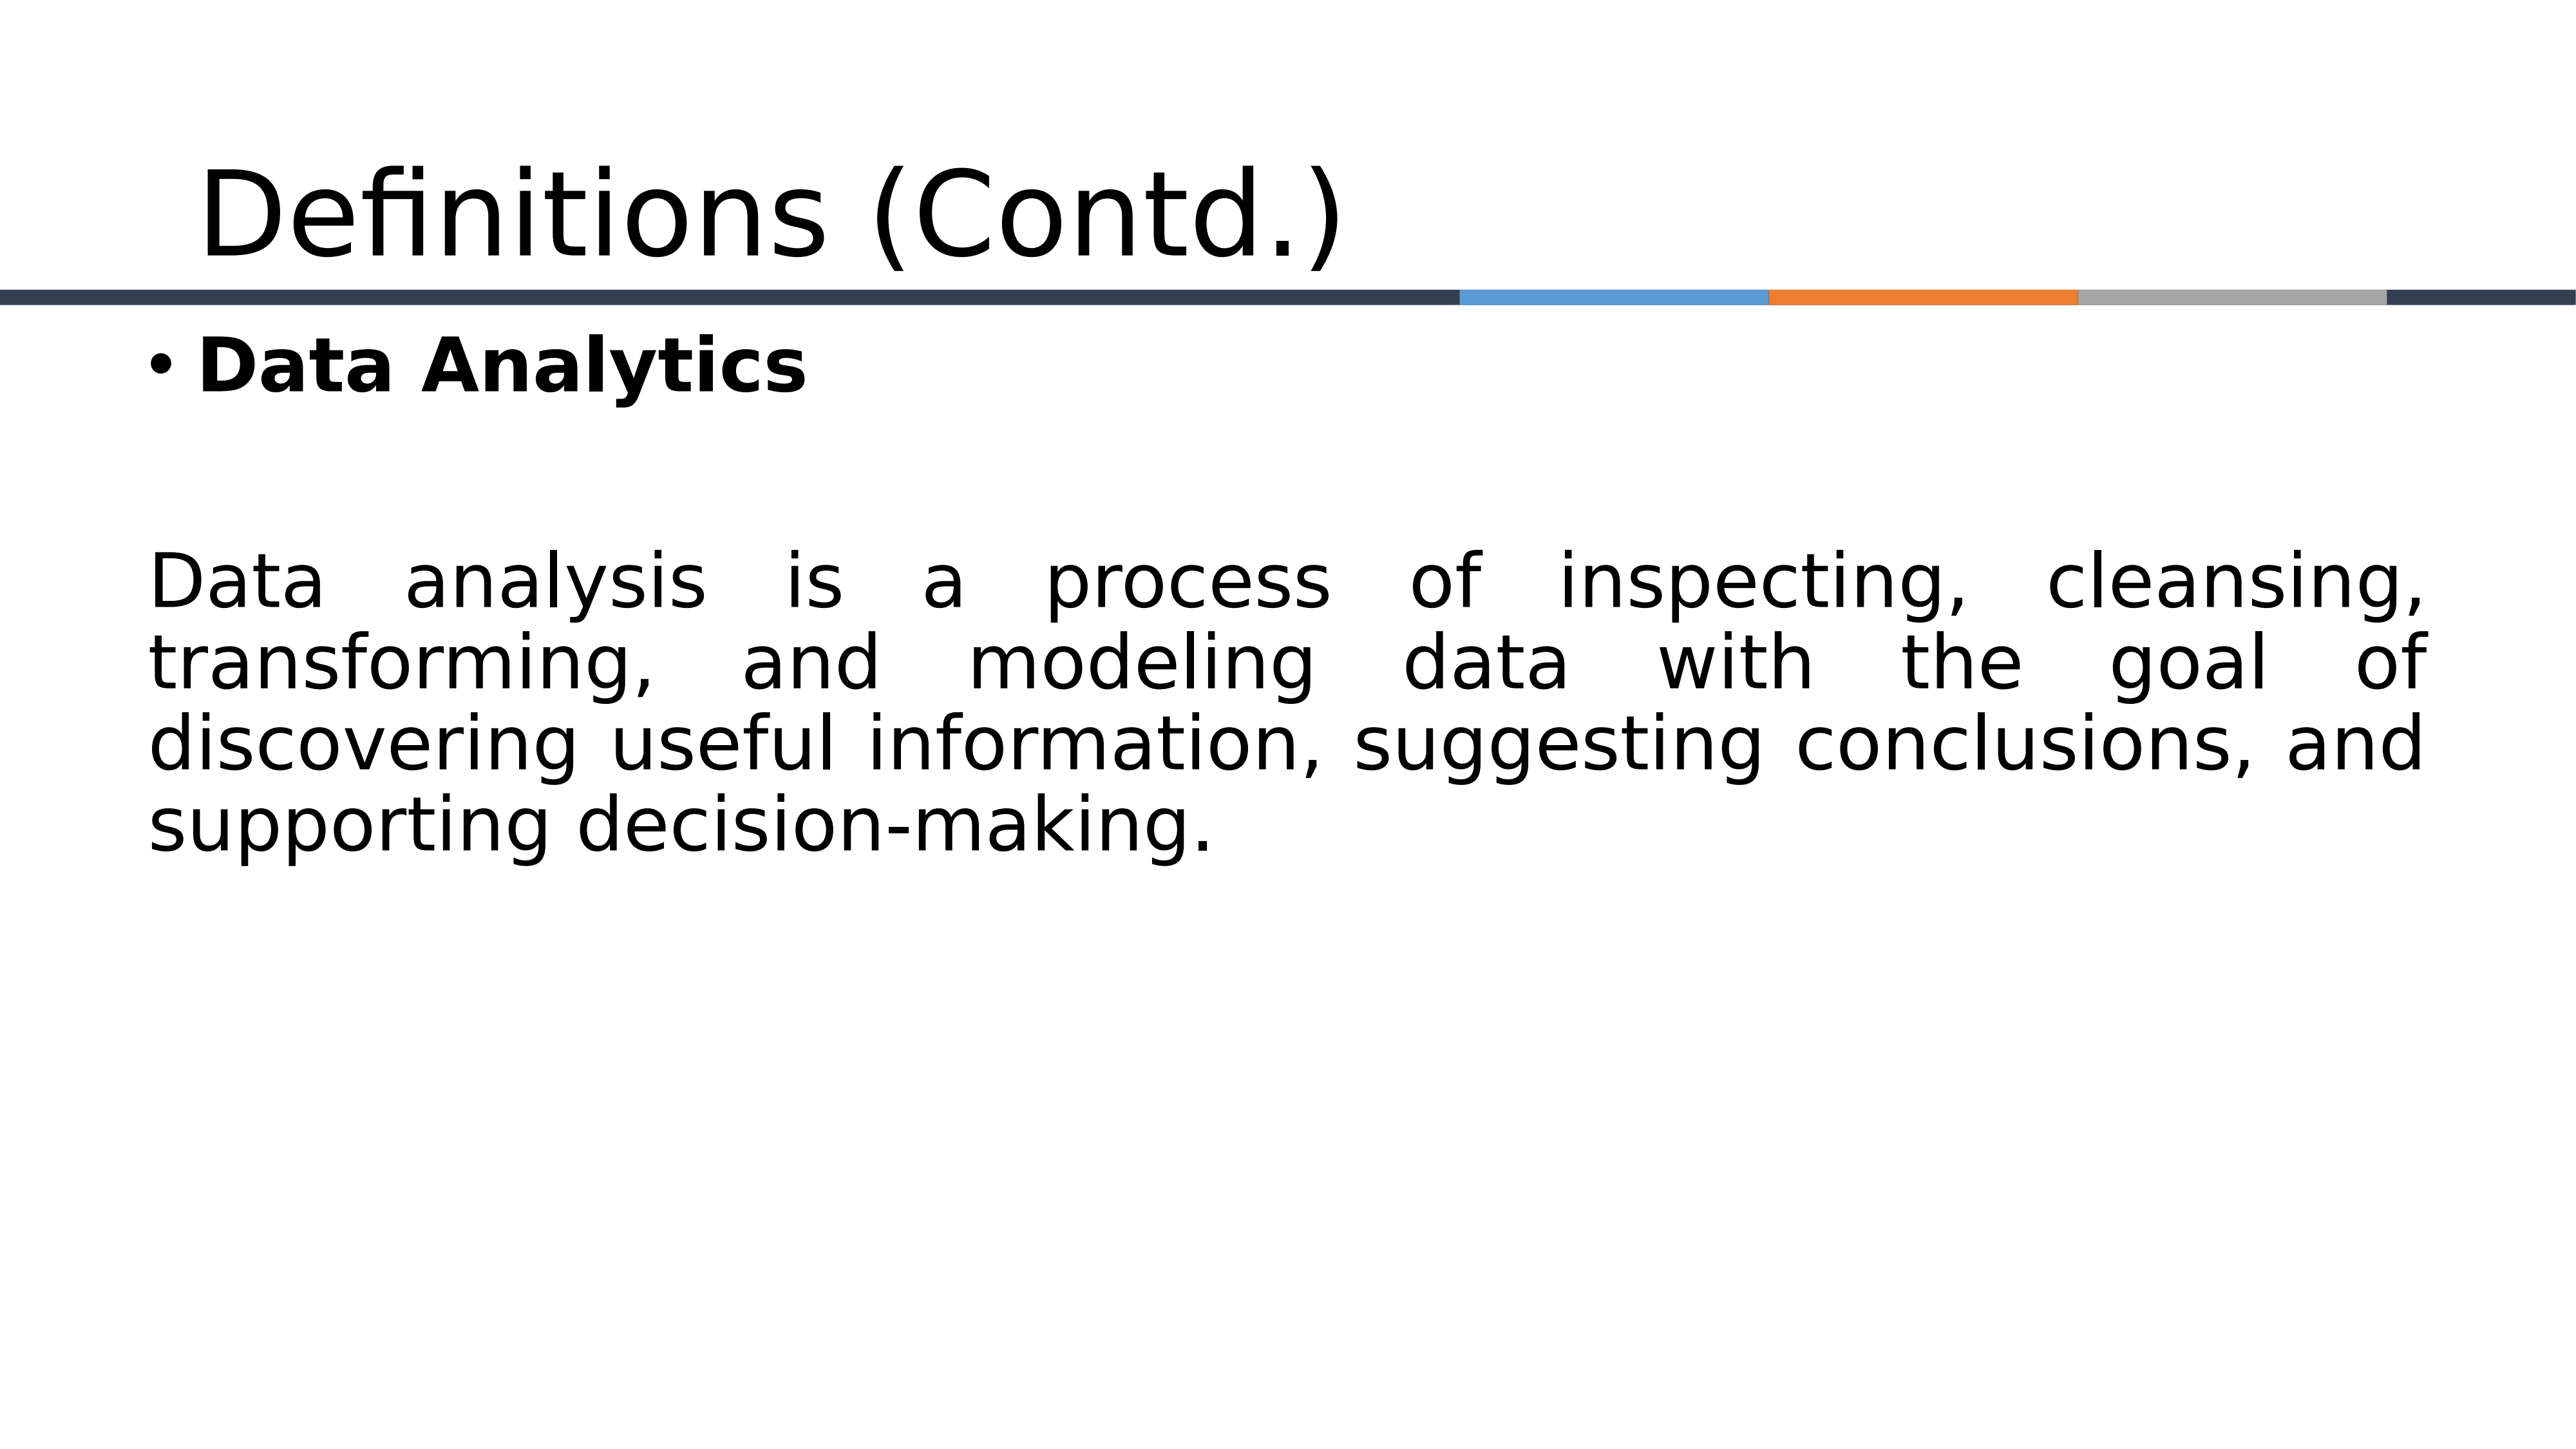 Definitions (Contd.)
• Data Analytics
Data analysis is a process of inspecting, cleansing,
transforming, and modeling data with the goal of
discovering useful information, suggesting conclusions, and
supporting decision-making.